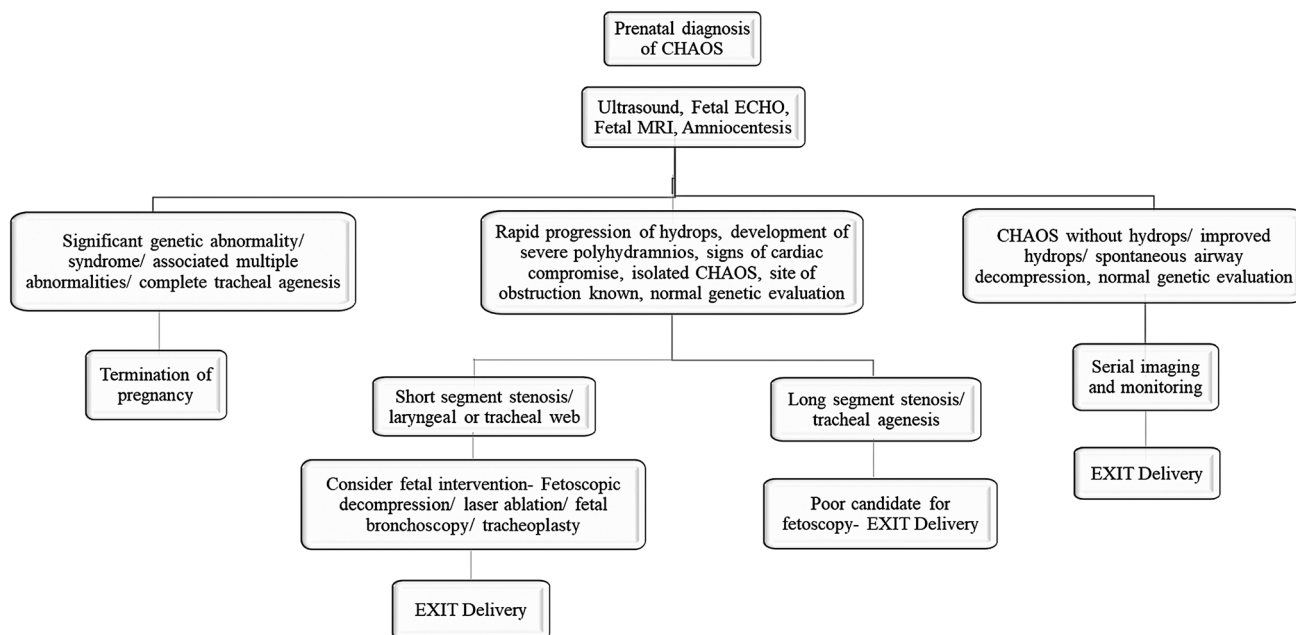 Prenatal diagnosis
of CHAOS
Ultrasound, Fetal ECHO,
Fetal MRI, Amniocentesis
Significant genetic abnormality/
syndrome/ associated multiple
abnormalities/ complete tracheal agenesis
Rapid progression of hydrops, development of
severe polyhydramnios, signs of cardiac
compromise, isolated CHAOS, site of
obstruction known, normal genetic evaluation
CHAOS without hydrops/ improved
hydrops/ spontaneous airway
decompression, normal genetic evaluation
Termination of
pregnancy
Short segment stenosis/
laryngeal or tracheal web
Long segment stenosis/
tracheal agenesis
Serial imaging
and monitoring
Consider fetal intervention- Fetoscopic
decompression/ laser ablation/ fetal
bronchoscopy/ tracheoplasty
Poor candidate for
fetoscopy- EXIT Delivery
EXIT Delivery
EXIT Delivery